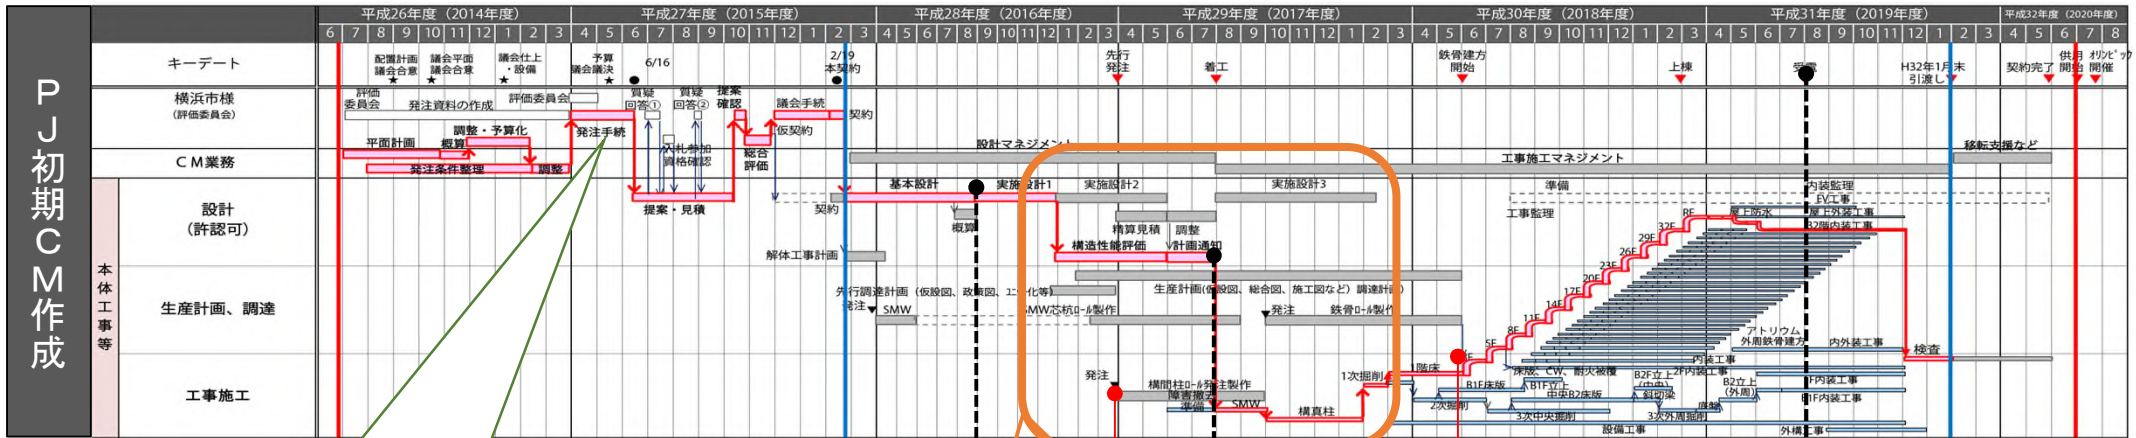 PJ初期CM作成
平成26年度（2014年度）
平成27年度（2015年度）
平成28年度（2016年度）
平成29年度（2017年度）
平成30年度（2018年度）
平成31年度（2019年度）
平成32年度（2020年度）
6 7 8 9 10 11 12 1 2 3 4 5 6 7 8 9 10 11 12 1 2 3 4 5 6 7 8 9 10 11 12 1 2 3 4 5 6 7 8 9 10 11 12 1 2 3 4 5 6 7 8 9 10 11 12 1 2 3 4 5 6 7 8 9 10 11 12 1 2 3 4 5 6 7 8
キーデート
配置計画
議会合意
議会平面
議会合意
議会仕上
・設備
予算
議会議決
6/16
2/19
本契約
先行
発注
着工
鉄骨建方
開始
上棟
受電
H32年1月末
引渡し
契約完了
供用
開始
オリンピック
開催
横浜市様
（評価委員会）
評価
委員会
発注資料の作成
評価委員会
発注手続
質疑
回答①
質疑
回答②
提案
確認
議会手続
契約
仮契約
総合
評価
入札参加
資格確認
調整・予算化
平面計画
概算
CM業務
発注条件整理
調整
設計マネジメント
工事施工マネジメント
移転支援など
本体工事等
設計
（許認可）
提案・見積
契約
基本設計
実施設計1
実施設計2
実施設計3
概算
精算見積
調整
構造性能評価
計画通知
解体工事計画
準備
工事監理
内装監理
EV工事
屋上防水
屋上外装工事
B2階内装工事
RF
32F
29F
26F
23F
20F
17F
14F
11F
8F
5F
生産計画、調達
先行調達計画（仮設図、政策図、ユニット化等）
生産計画（仮設図、総合図、施工図など）調達計画
発注
SMW
SMW芯杭ロール製作
発注
鉄骨ロール製作
アトリウム
外周鉄骨建方
内外装工事
検査
工事施工
発注
構間柱ロール発注製作
障害撤去
準備
SMW
構真柱
1次掘削
1階床
内装工事
床版、CW、耐火被覆
2F内装工事
B1F床版
B1F立上
中央B2床版
B2F立上
（中央）
斜切梁
B2立上
（外周）
F内装工事
B1F内装工事
2次掘削
3次中央掘削
3次外周掘削
底盤
設備工事
外構工事